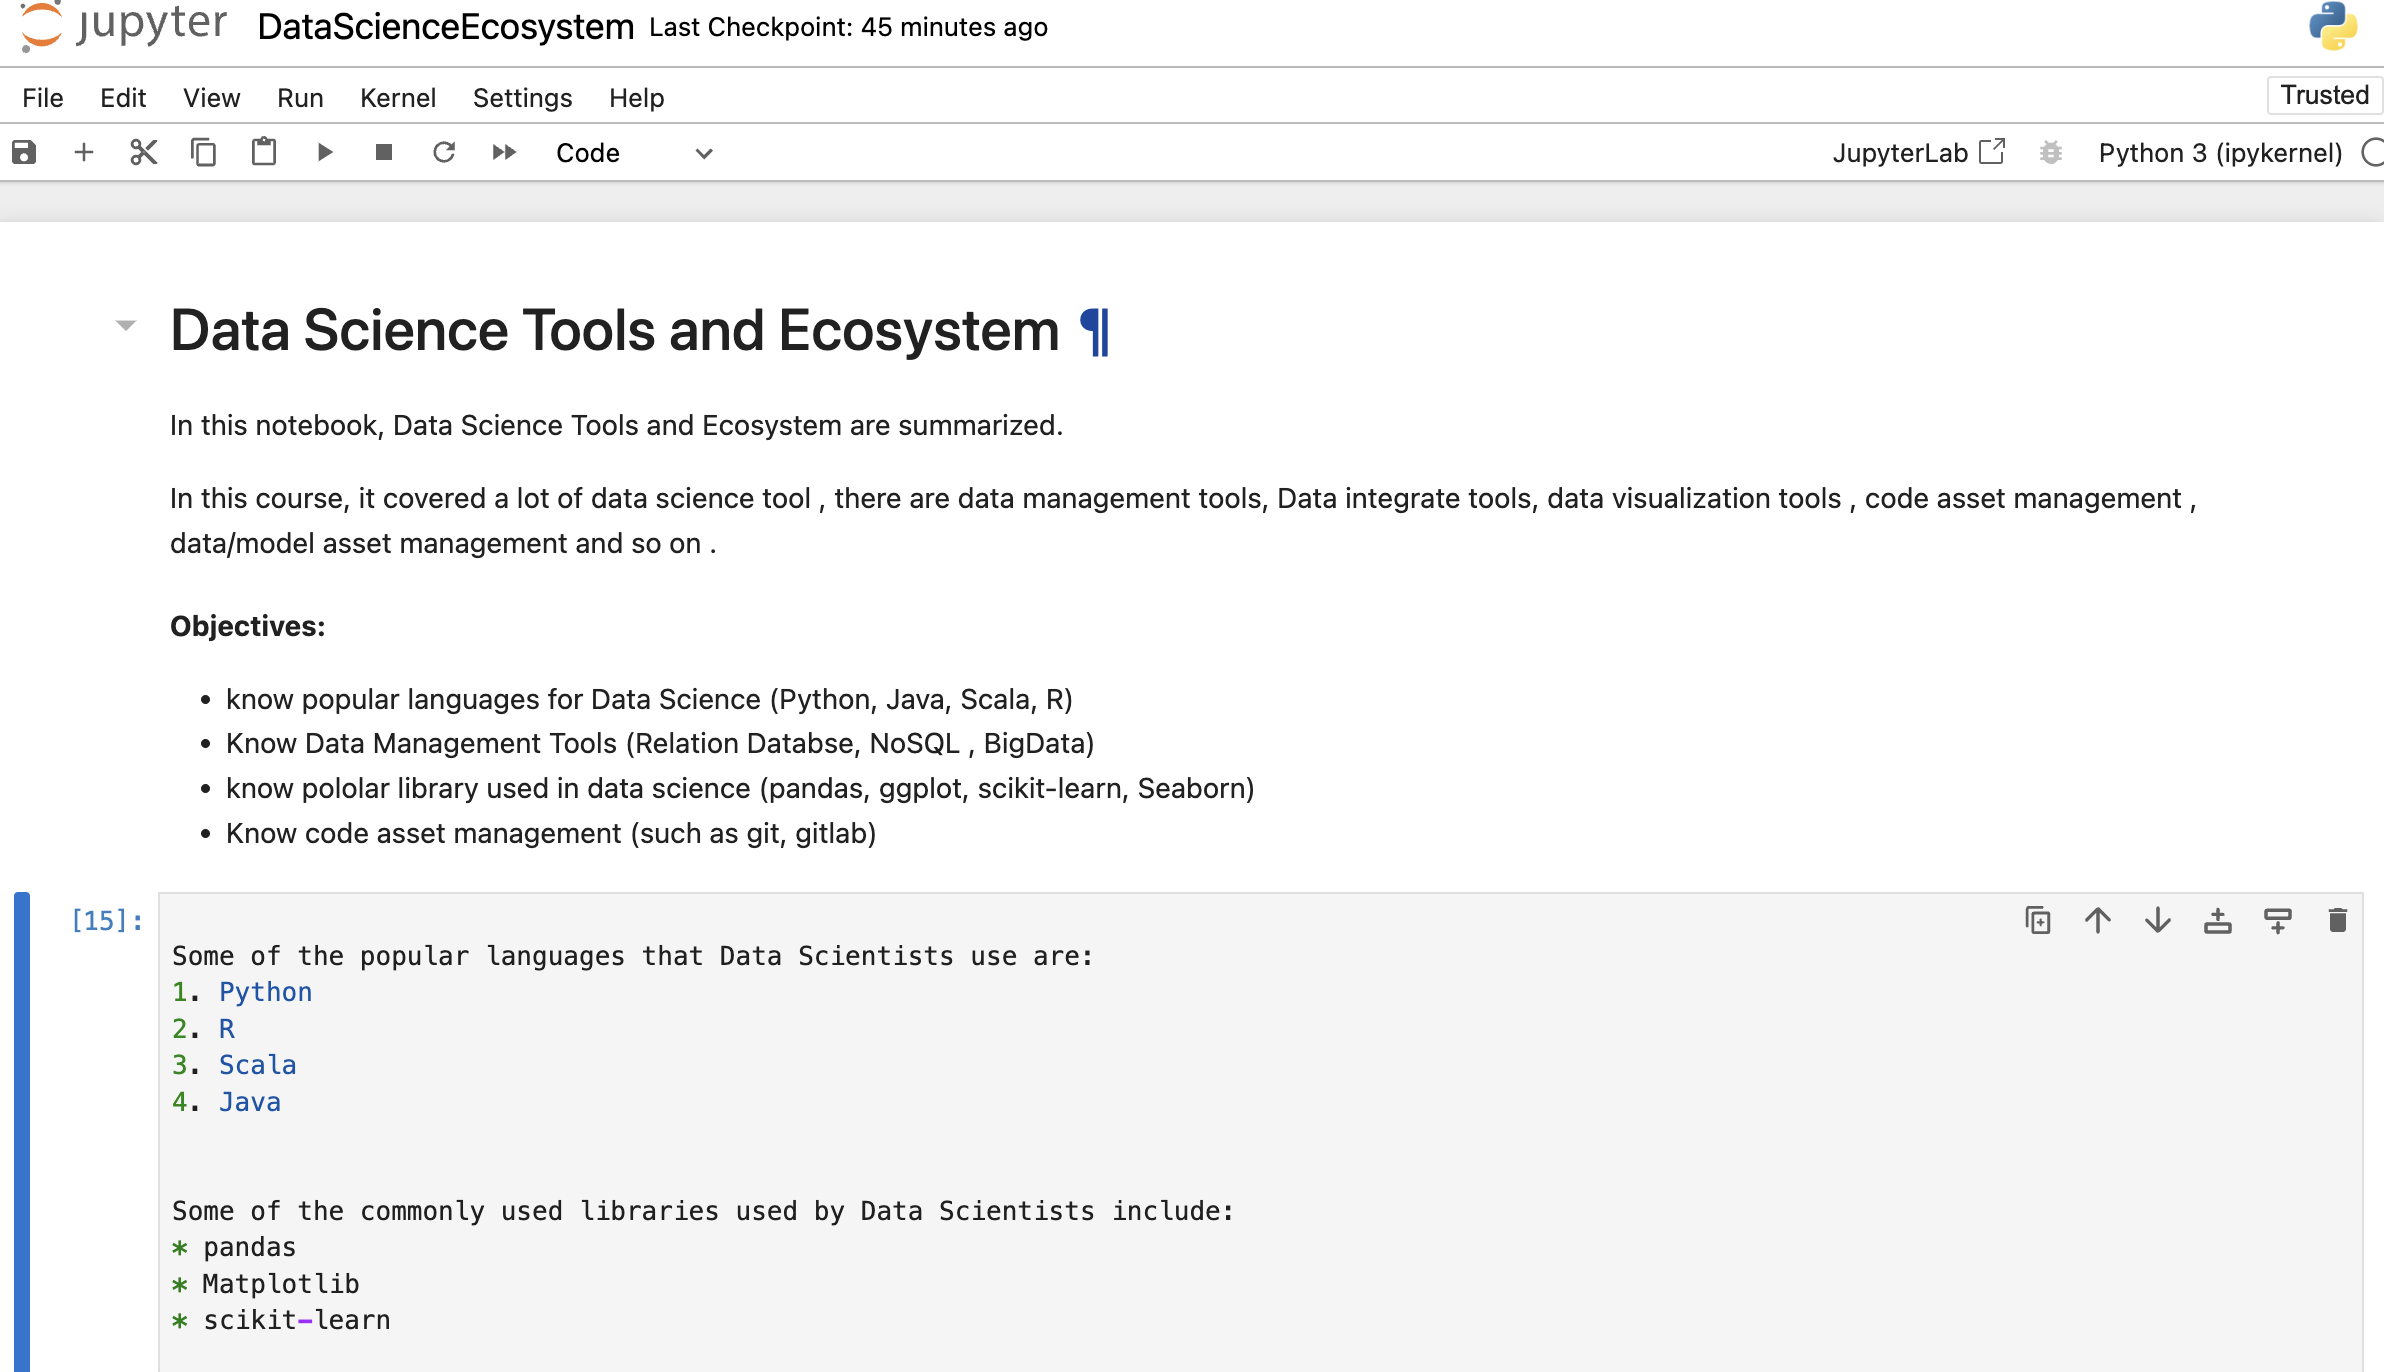 jupyter DataScienceEcosystem Last Checkpoint: 45 minutes ago
File Edit View Run Kernel Settings Help Trusted
Code JupyterLab Python 3 (ipykernel)
Data Science Tools and Ecosystem ¶
In this notebook, Data Science Tools and Ecosystem are summarized.
In this course, it covered a lot of data science tool , there are data management tools, Data integrate tools, data visualization tools , code asset management ,
data/model asset management and so on .
Objectives:
• know popular languages for Data Science (Python, Java, Scala, R)
• Know Data Management Tools (Relation Databse, NoSQL , BigData)
• know pololar library used in data science (pandas, ggplot, scikit-learn, Seaborn)
• Know code asset management (such as git, gitlab)
[15]:
Some of the popular languages that Data Scientists use are:
1. Python
2. R
3. Scala
4. Java
Some of the commonly used libraries used by Data Scientists include:
* pandas
* Matplotlib
* scikit-learn